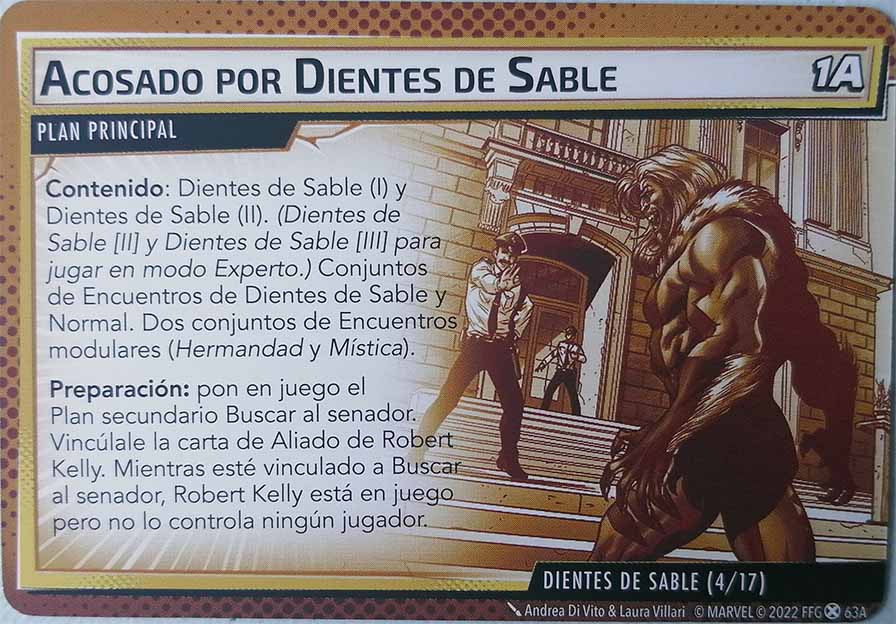 ACOSADO POR DIENTES DE SABLE
1A
PLAN PRINCIPAL
Contenido: Dientes de Sable (I) y
Dientes de Sable (II). (Dientes de
Sable [II] y Dientes de Sable [III] para
jugar en modo Experto.) Conjuntos
de Encuentros de Dientes de Sable y
Normal. Dos conjuntos de Encuentros
modulares (Hermandad y Mística).
Preparación: pon en juego el
Plan secundario Buscar al senador.
Vincúlale la carta de Aliado de Robert
Kelly. Mientras esté vinculado a Buscar
al senador, Robert Kelly está en juego
pero no lo controla ningún jugador.
DIENTES DE SABLE (4/17)
Andrea Di Vito & Laura Villari © MARVEL © 2022 FFG 63A